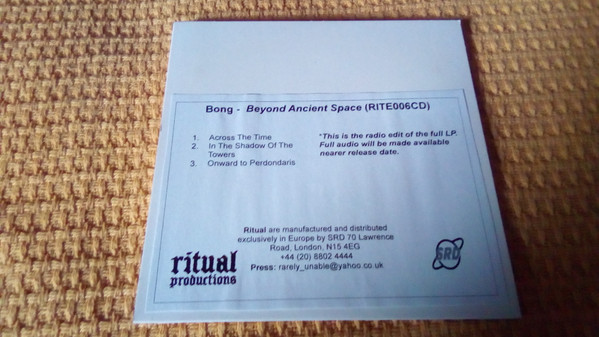 Bong - Beyond Ancient Space (RITE006CD)
1. Across The Time
2. In The Shadow Of The
Towers
3. Onward to Perdondaris
*This is the radio edit of the full LP.
Full audio will be made available
nearer release date.
Ritual are manufactured and distributed
exclusively in Europe by SRD 70 Lawrence
Road, London, N15 4EG
+44 (20) 8802 4444
Press: rarely_unable@yahoo.co.uk
ritual
productions
SRD